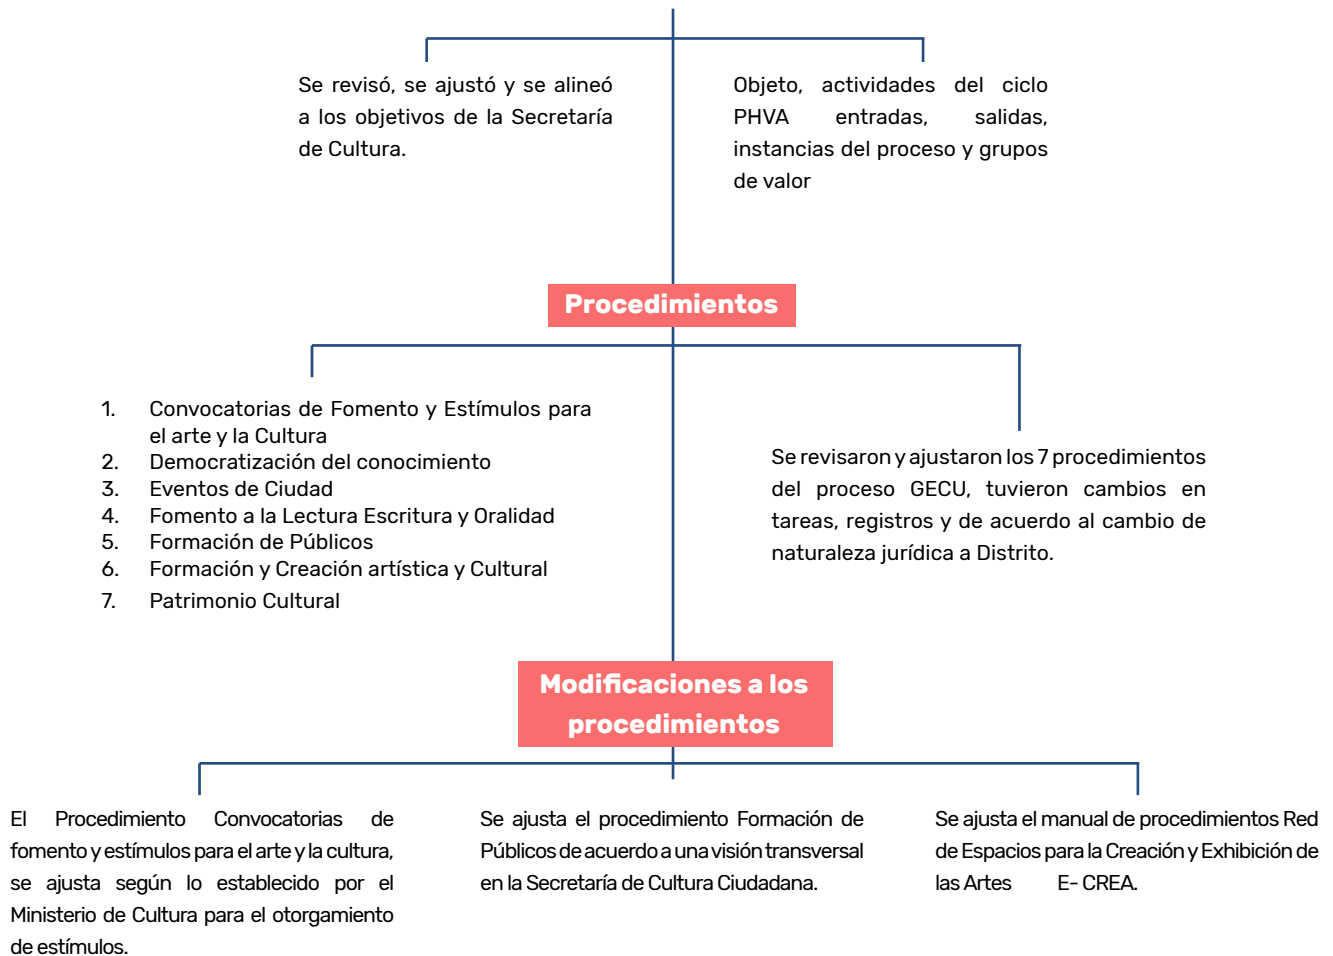 Se revisó, se ajustó y se alineó
a los objetivos de la Secretaría
de Cultura.
Objeto, actividades del ciclo
PHVA entradas, salidas,
instancias del proceso y grupos
de valor
Procedimientos
1. Convocatorias de Fomento y Estímulos para
el arte y la Cultura
2. Democratización del conocimiento
3. Eventos de Ciudad
4. Fomento a la Lectura Escritura y Oralidad
5. Formación de Públicos
6. Formación y Creación artística y Cultural
7. Patrimonio Cultural
Se revisaron y ajustaron los 7 procedimientos
del proceso GECU, tuvieron cambios en
tareas, registros y de acuerdo al cambio de
naturaleza jurídica a Distrito.
Modificaciones a los
procedimientos
El Procedimiento Convocatorias de
fomento y estímulos para el arte y la cultura,
se ajusta según lo establecido por el
Ministerio de Cultura para el otorgamiento
de estímulos.
Se ajusta el procedimiento Formación de
Públicos de acuerdo a una visión transversal
en la Secretaría de Cultura Ciudadana.
Se ajusta el manual de procedimientos Red
de Espacios para la Creación y Exhibición de
las Artes E- CREA.